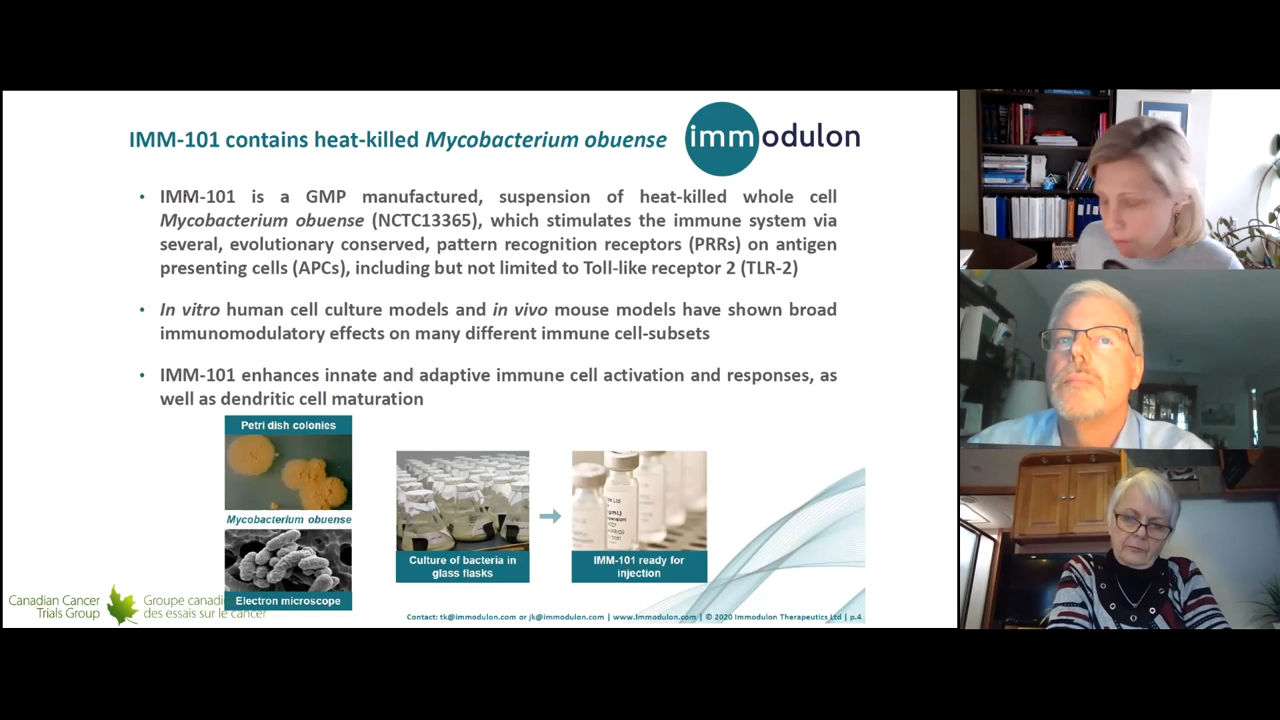 IMM-101 contains heat-killed Mycobacterium obuense
immodulon
• IMM-101 is a GMP manufactured, suspension of heat-killed whole cell
Mycobacterium obuense (NCTC13365), which stimulates the immune system via
several, evolutionary conserved, pattern recognition receptors (PRRs) on antigen
presenting cells (APCs), including but not limited to Toll-like receptor 2 (TLR-2)
• In vitro human cell culture models and in vivo mouse models have shown broad
immunomodulatory effects on many different immune cell-subsets
• IMM-101 enhances innate and adaptive immune cell activation and responses, as
well as dendritic cell maturation
Petri dish colonies
Mycobacterium obuense
Electron microscope
Culture of bacteria in
glass flasks
IMM-101 ready for
injection
Canadian Cancer
Trials Group
Groupe canadi
des essais sur le cancer
Contact: tk@immodulon.com or jk@immodulon.com | www.Immodulon.com | © 2020 Immodulon Therapeutics Ltd | p.4